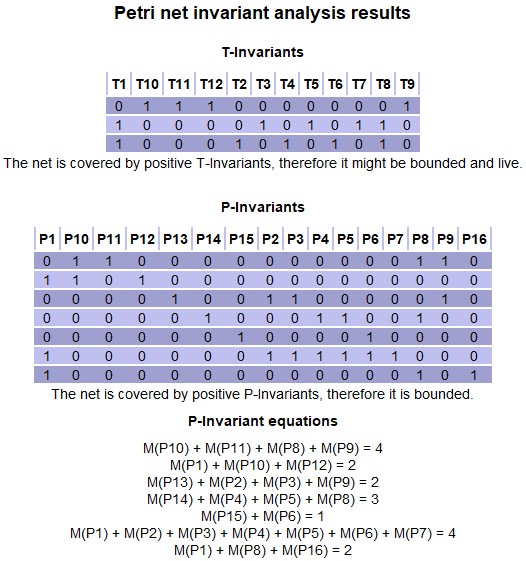 Petri net invariant analysis results
T-Invariants
T1 T10 T11 T12 T2 T3 T4 T5 T6 T7 T8 T9
0 1 1 1 0 0 0 0 0 0 0 1
1 0 0 0 0 1 0 1 0 1 1 0
1 0 0 0 1 0 1 0 1 0 1 0
The net is covered by positive T-Invariants, therefore it might be bounded and live.
P-Invariants
P1 P10 P11 P12 P13 P14 P15 P2 P3 P4 P5 P6 P7 P8 P9 P16
0 1 1 0 0 0 0 0 0 0 0 0 0 1 1 0
1 1 0 1 0 0 0 0 0 0 0 0 0 0 0 0
0 0 0 0 1 0 0 1 1 0 0 0 0 0 1 0
0 0 0 0 0 1 0 0 0 1 1 0 0 1 0 0
0 0 0 0 0 0 1 0 0 0 0 1 0 0 0 0
1 0 0 0 0 0 0 1 1 1 1 1 1 0 0 0
1 0 0 0 0 0 0 0 0 0 0 0 0 1 0 1
The net is covered by positive P-Invariants, therefore it is bounded.
P-Invariant equations
M(P10) + M(P11) + M(P8) + M(P9) = 4
M(P1) + M(P10) + M(P12) = 2
M(P13) + M(P2) + M(P3) + M(P9) = 2
M(P14) + M(P4) + M(P5) + M(P8) = 3
M(P15) + M(P6) = 1
M(P1) + M(P2) + M(P3) + M(P4) + M(P5) + M(P6) + M(P7) = 4
M(P1) + M(P8) + M(P16) = 2